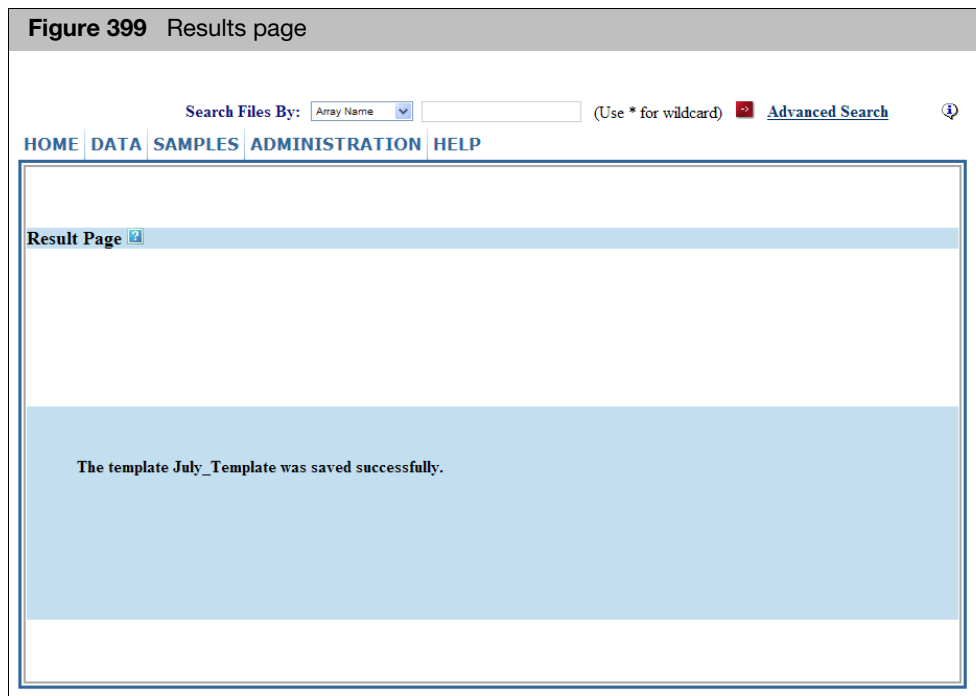 Figure 399 Results page
Search Files By: Array Name (Use * for wildcard) Advanced Search
HOME DATA SAMPLES ADMINISTRATION HELP
Result Page ?
The template July_Template was saved successfully.